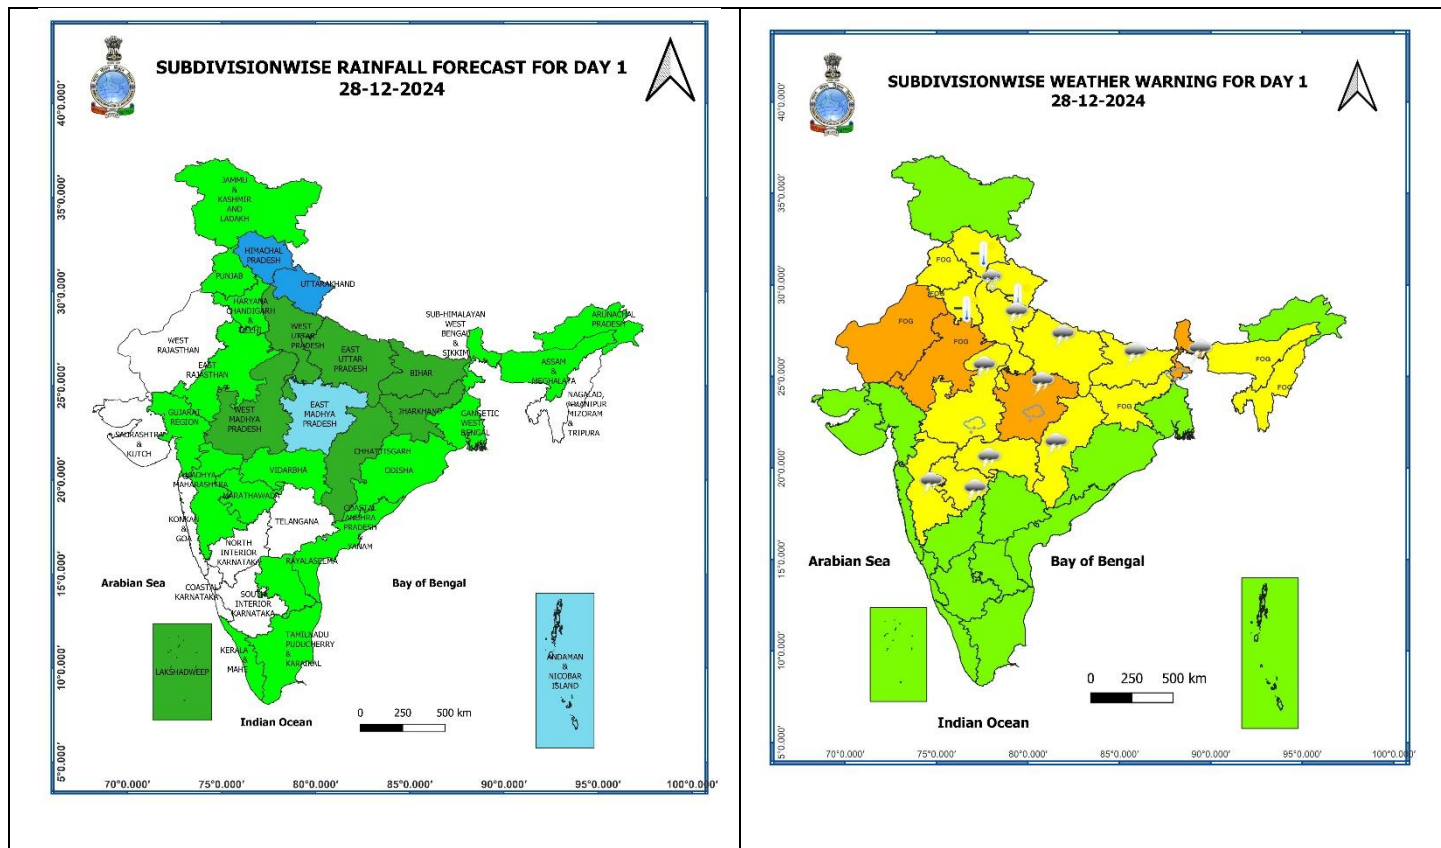 SUBDIVISIONWISE RAINFALL FORECAST FOR DAY 1
28-12-2024
40°0.000'
35°0.000'
30°0.000'
25°0.000'
20°0.000'
15°0.000'
10°0.000'
5°0.000'
JAMMU
&
KASHMIR
AND
LADAKH
HIMACHAL
PRADESH
PUNJAB
UTTARAKHAND
HARYANA
CHANDIGARH
&
DELHI
WEST
RAJASTHAN
EAST
RAJASTHAN
WEST
UTTAR
PRADESH
EAST
UTTAR
PRADESH
SUB-HIMALAYAN
WEST
BENGAL
&
SIKKIM
ARUNACHAL
PRADESH
ASSAM
&
MEGHALAYA
NAGALAD,
MANIPUR
MIZORAM
&
TRIPURA
BIHAR
JHARKHAND
GANGETIC
WEST
BENGAL
GUJARAT
REGION
SAURASHTRA
&
KUTCH
WEST
MADHYA
PRADESH
EAST
MADHYA
PRADESH
CHHATTISGARH
ODISHA
VIDARBHA
MADHYA
MAHARASHTRA
MARATHAWADA
KONKAN
&
GOA
TELANGANA
COASTAL
ANDHRA
PRADESH
&
YANAM
NORTH
INTERIOR
KARNATAKA
RAYALASEEMA
COASTAL
KARNATAKA
SOUTH
INTERIOR
KARNATAKA
TAMILNADU
PUDUCHERRY
&
KARAIKAL
KERALA
&
MAHE
LAKSHADWEEP
ANDAMAN
&
NICOBAR
ISLAND
Arabian Sea
Bay of Bengal
Indian Ocean
0 250 500 km
70°0.000' 75°0.000' 80°0.000' 85°0.000' 90°0.000' 95°0.000' 100°0.000'
SUBDIVISIONWISE WEATHER WARNING FOR DAY 1
28-12-2024
40°0.000'
35°0.000'
30°0.000'
25°0.000'
20°0.000'
15°0.000'
10°0.000'
5°0.000'
FOG
FOG
FOG
FOG
FOG
FOG
FOG
Arabian Sea
Bay of Bengal
Indian Ocean
0 250 500 km
70°0.000' 75°0.000' 80°0.000' 85°0.000' 90°0.000' 95°0.000' 100°0.000'